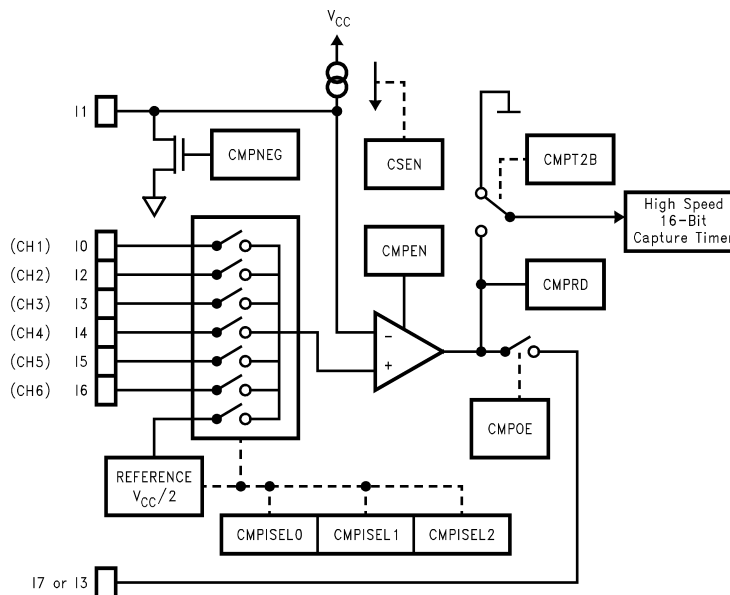 V_CC
I1
CMPNEG
CSEN
CMPT2B
High Speed
16-Bit
Capture Timer
(CH1) I0
(CH2) I2
(CH3) I3
(CH4) I4
(CH5) I5
(CH6) I6
CMPEN
CMPRD
−
+
CMPOE
REFERENCE
V_CC/2
CMPISEL0 CMPISEL1 CMPISEL2
I7 or I3